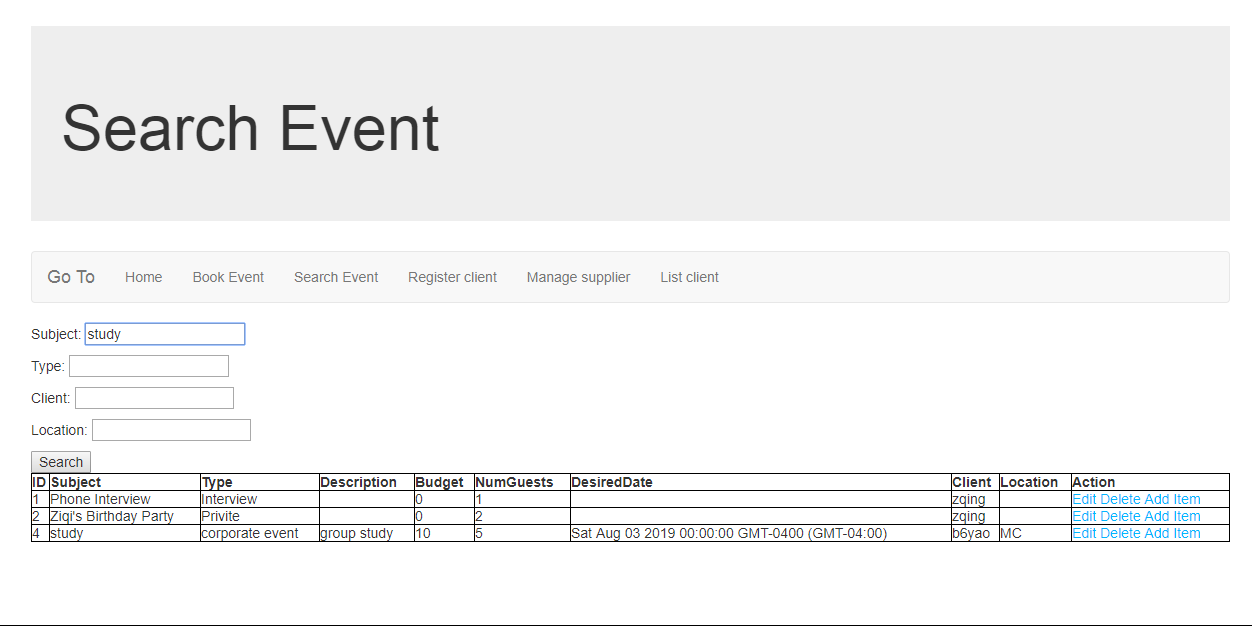 Search Event
Go To Home Book Event Search Event Register client Manage supplier List client
Subject: study
Type:
Client:
Location:
Search
ID Subject Type Description Budget NumGuests DesiredDate Client Location Action
1 Phone Interview Interview 0 1 zqing Edit Delete Add Item
2 Ziqi's Birthday Party Privite 0 2 zqing Edit Delete Add Item
4 study corporate event group study 10 5 Sat Aug 03 2019 00:00:00 GMT-0400 (GMT-04:00) b6yao MC Edit Delete Add Item